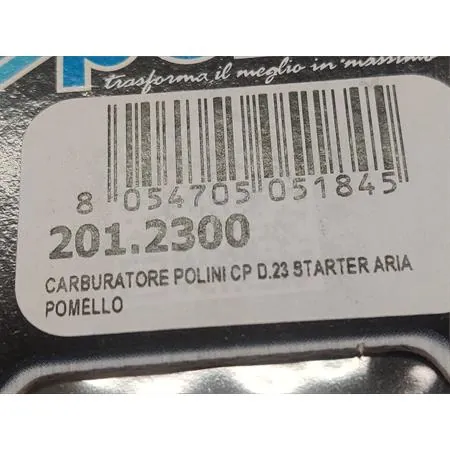 trasforma il meglio in massimo
8 054705 051845
201.2300
CARBURATORE POLINI CP D.23 STARTER ARIA
POMELLO